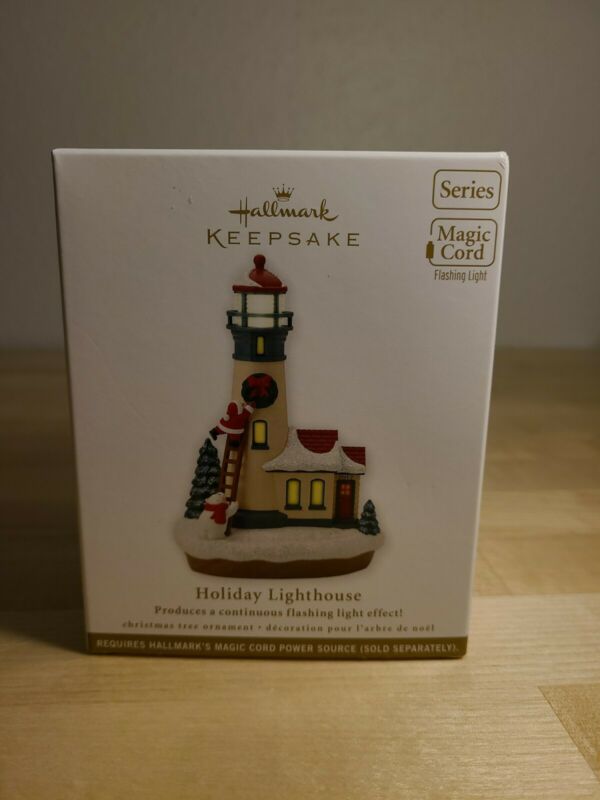 Hallmark
KEEPSAKE
Series
Magic
Cord
Flashing Light
Holiday Lighthouse
Produces a continuous flashing light effect!
christmas tree ornament • décoration pour l'arbre de noël
REQUIRES HALLMARK'S MAGIC CORD POWER SOURCE (SOLD SEPARATELY).